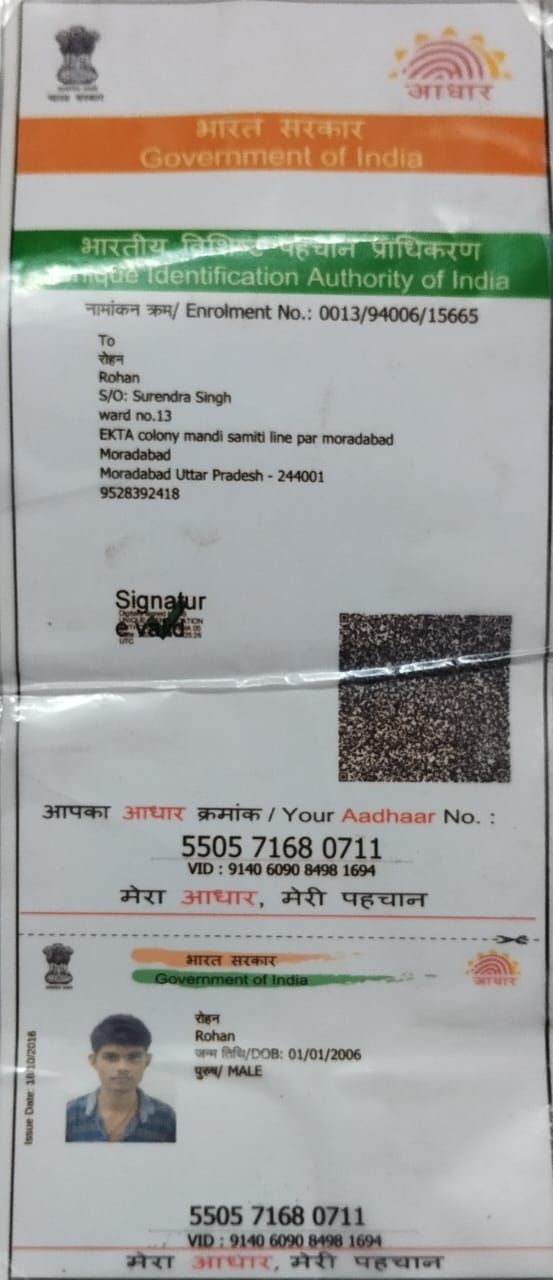 भारत सरकार
आधार
भारत सरकार
Government of India
भारतीय विशिष्ट पहचान प्राधिकरण
Unique Identification Authority of India
नामांकन क्रम/ Enrolment No.: 0013/94006/15665
To
रोहन
Rohan
S/O: Surendra Singh
ward no.13
EKTA colony mandi samiti line par moradabad
Moradabad
Moradabad Uttar Pradesh - 244001
9528392418
Signatur
e valid
आपका आधार क्रमांक / Your Aadhaar No. :
5505 7168 0711
VID : 9140 6090 8498 1694
मेरा आधार, मेरी पहचान
भारत सरकार
Government of India
आधार
रोहन
Rohan
जन्म तिथि/DOB: 01/01/2006
पुरुष/ MALE
Issue Date: 18/10/2016
5505 7168 0711
VID : 9140 6090 8498 1694
मेरा आधार, मेरी पहचान